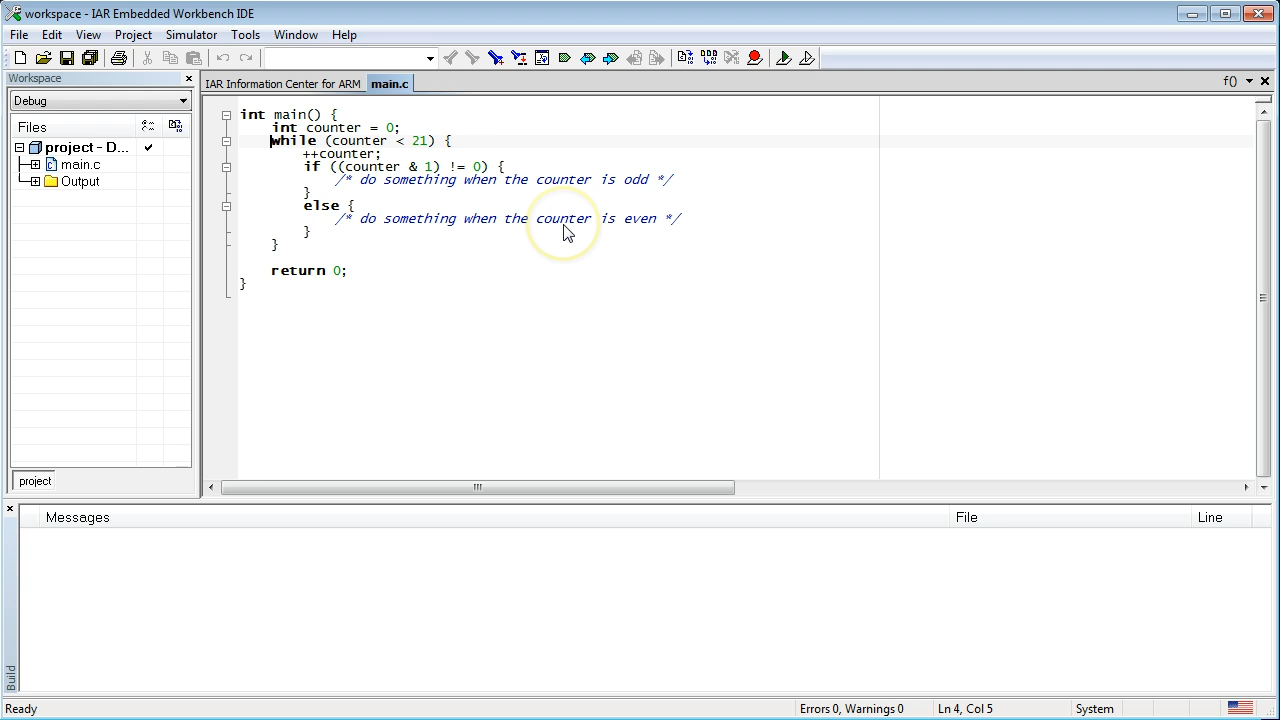 workspace - IAR Embedded Workbench IDE
File Edit View Project Simulator Tools Window Help
Workspace
IAR Information Center for ARM main.c f()
Debug
Files
project - D...
main.c
Output
project
int main() {
    int counter = 0;
    while (counter < 21) {
        ++counter;
        if ((counter & 1) != 0) {
            /* do something when the counter is odd */
        }
        else {
            /* do something when the counter is even */
        }
    }
    return 0;
}
Messages File Line
Build
Ready Errors 0, Warnings 0 Ln 4, Col 5 System